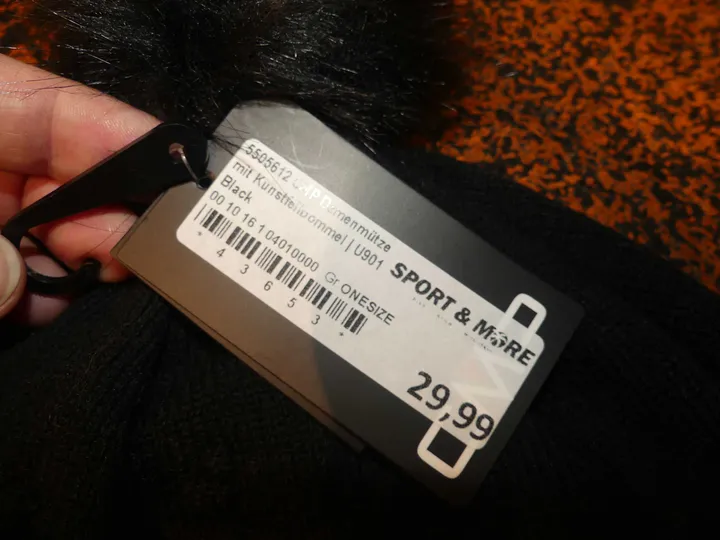 5505612 CMP Damenmütze
mit Kunstfellbommel | U901
Black
00 10 16 1 04010000 Gr ONESIZE
* 4 3 6 5 3 *
SPORT & MORE
29,99